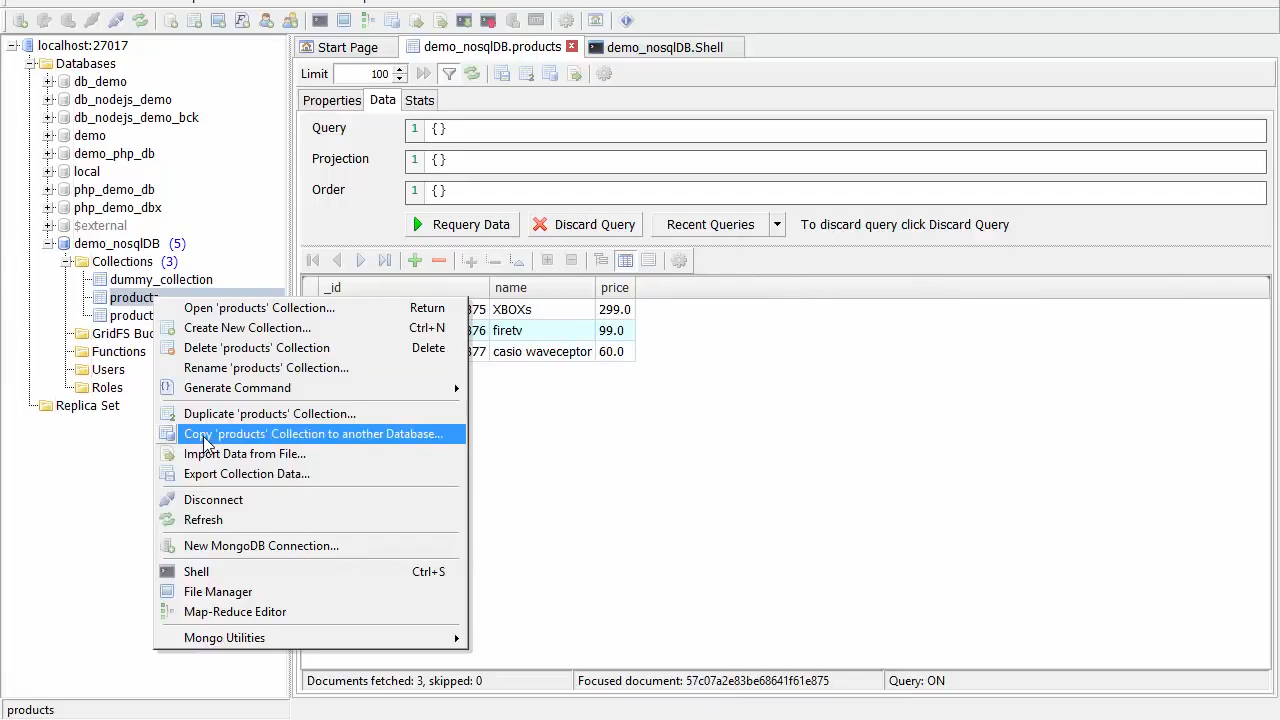 localhost:27017
Databases
db_demo
db_nodejs_demo
db_nodejs_demo_bck
demo
demo_php_db
local
php_demo_db
php_demo_dbx
$external
demo_nosqlDB (5)
Collections (3)
dummy_collection
products
product
GridFS Buc
Functions
Users
Roles
Replica Set
Open 'products' Collection... Return
Create New Collection... Ctrl+N
Delete 'products' Collection Delete
Rename 'products' Collection...
Generate Command
Duplicate 'products' Collection...
Copy 'products' Collection to another Database...
Import Data from File...
Export Collection Data...
Disconnect
Refresh
New MongoDB Connection...
Shell Ctrl+S
File Manager
Map-Reduce Editor
Mongo Utilities
Start Page demo_nosqlDB.products demo_nosqlDB.Shell
Limit 100
Properties Data Stats
Query 1 {}
Projection 1 {}
Order 1 {}
Requery Data Discard Query Recent Queries To discard query click Discard Query
_id name price
875 XBOXs 299.0
876 firetv 99.0
877 casio waveceptor 60.0
Documents fetched: 3, skipped: 0 Focused document: 57c07a2e83be68641f61e875 Query: ON
products